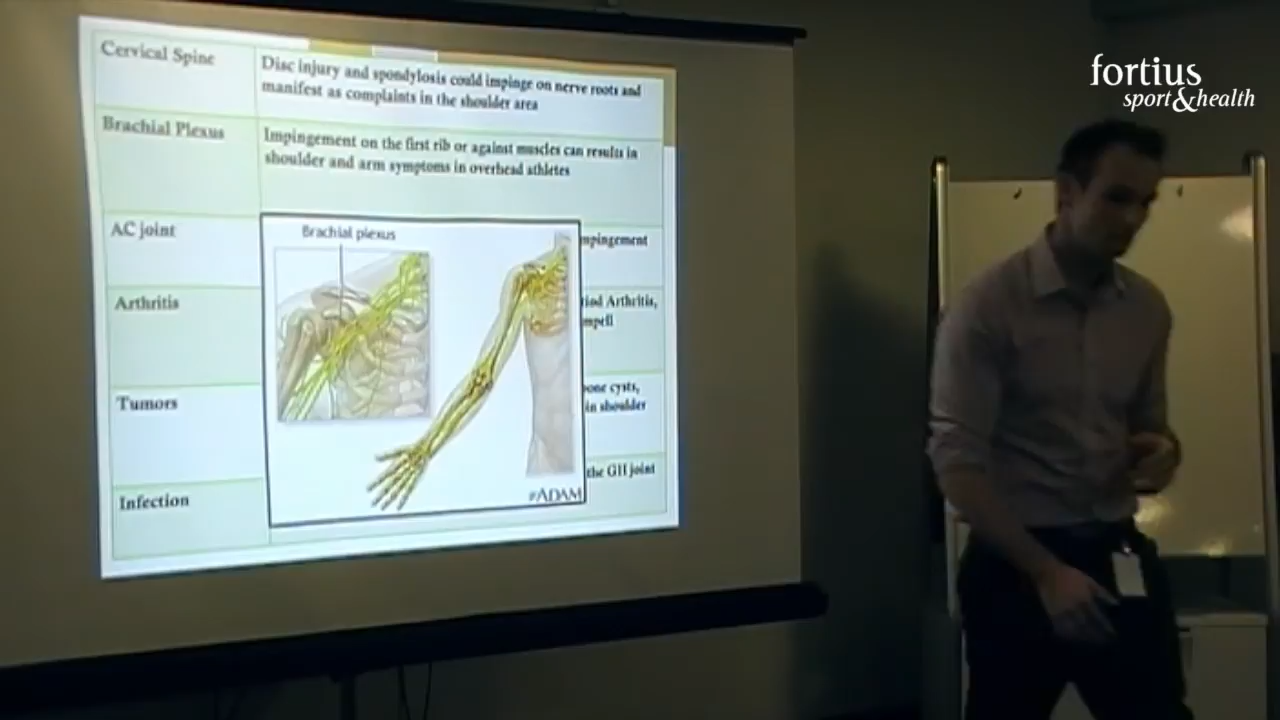 fortius
sport&health
Cervical Spine
Disc injury and spondylosis could impinge on nerve roots and
manifest as complaints in the shoulder area
Brachial Plexus
Impingement on the first rib or against muscles can results in
shoulder and arm symptoms in overhead athletes
AC joint
mpingement
Arthritis
Arthritis,
Tumors
cysts,
in shoulder
Infection
the GH joint
Brachial plexus
ADAM